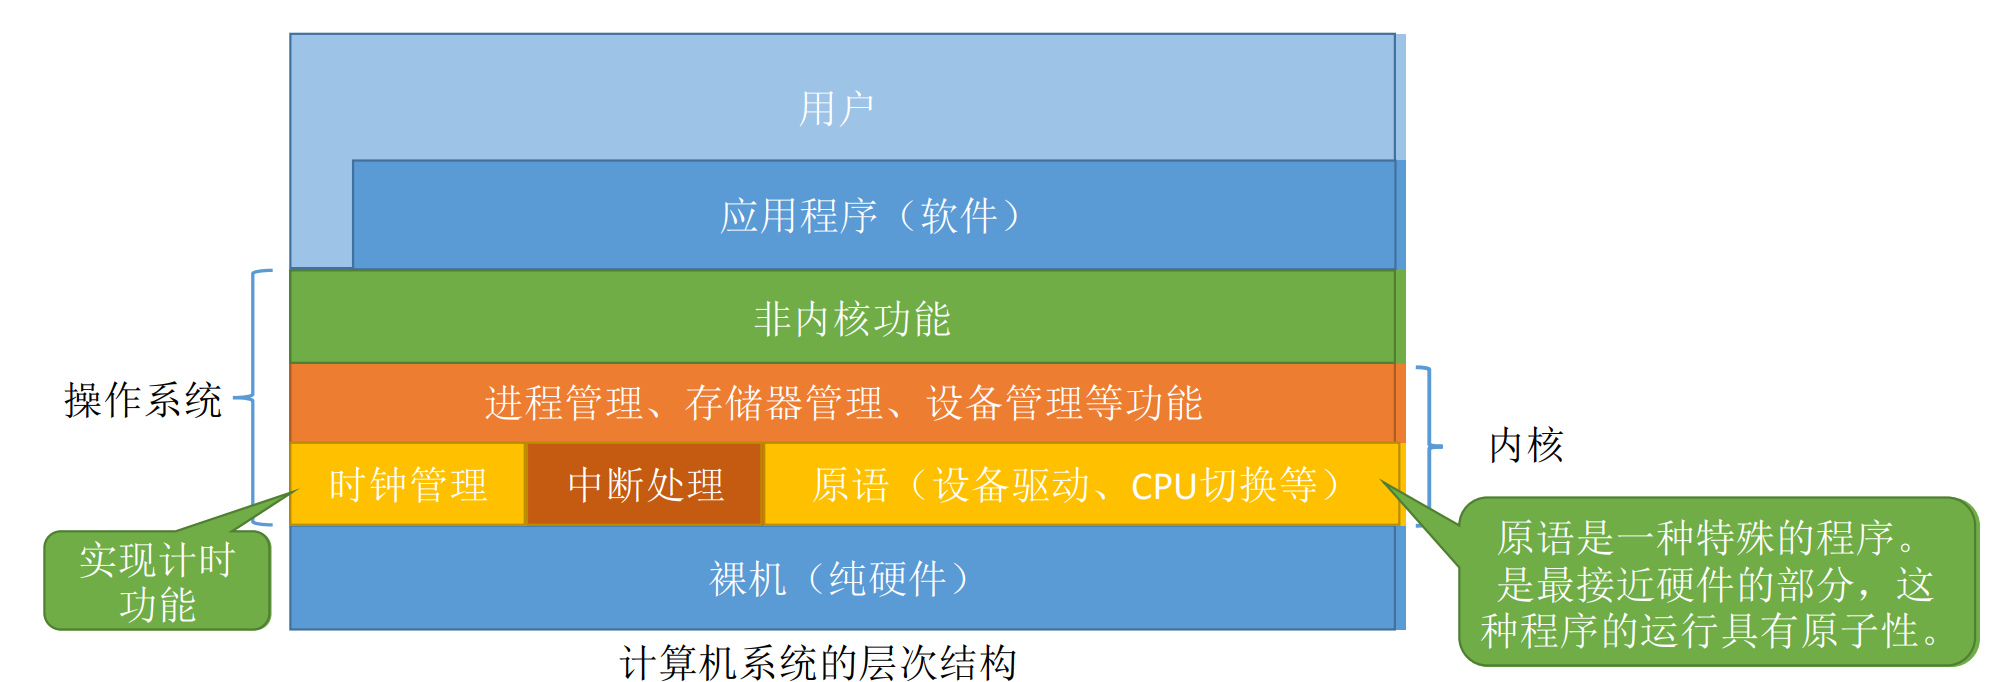 用户
应用程序（软件）
非内核功能
操作系统
进程管理、存储器管理、设备管理等功能
内核
时钟管理
中断处理
原语（设备驱动、CPU切换等）
实现计时
功能
裸机（纯硬件）
原语是一种特殊的程序。
是最接近硬件的部分，这
种程序的运行具有原子性。
计算机系统的层次结构